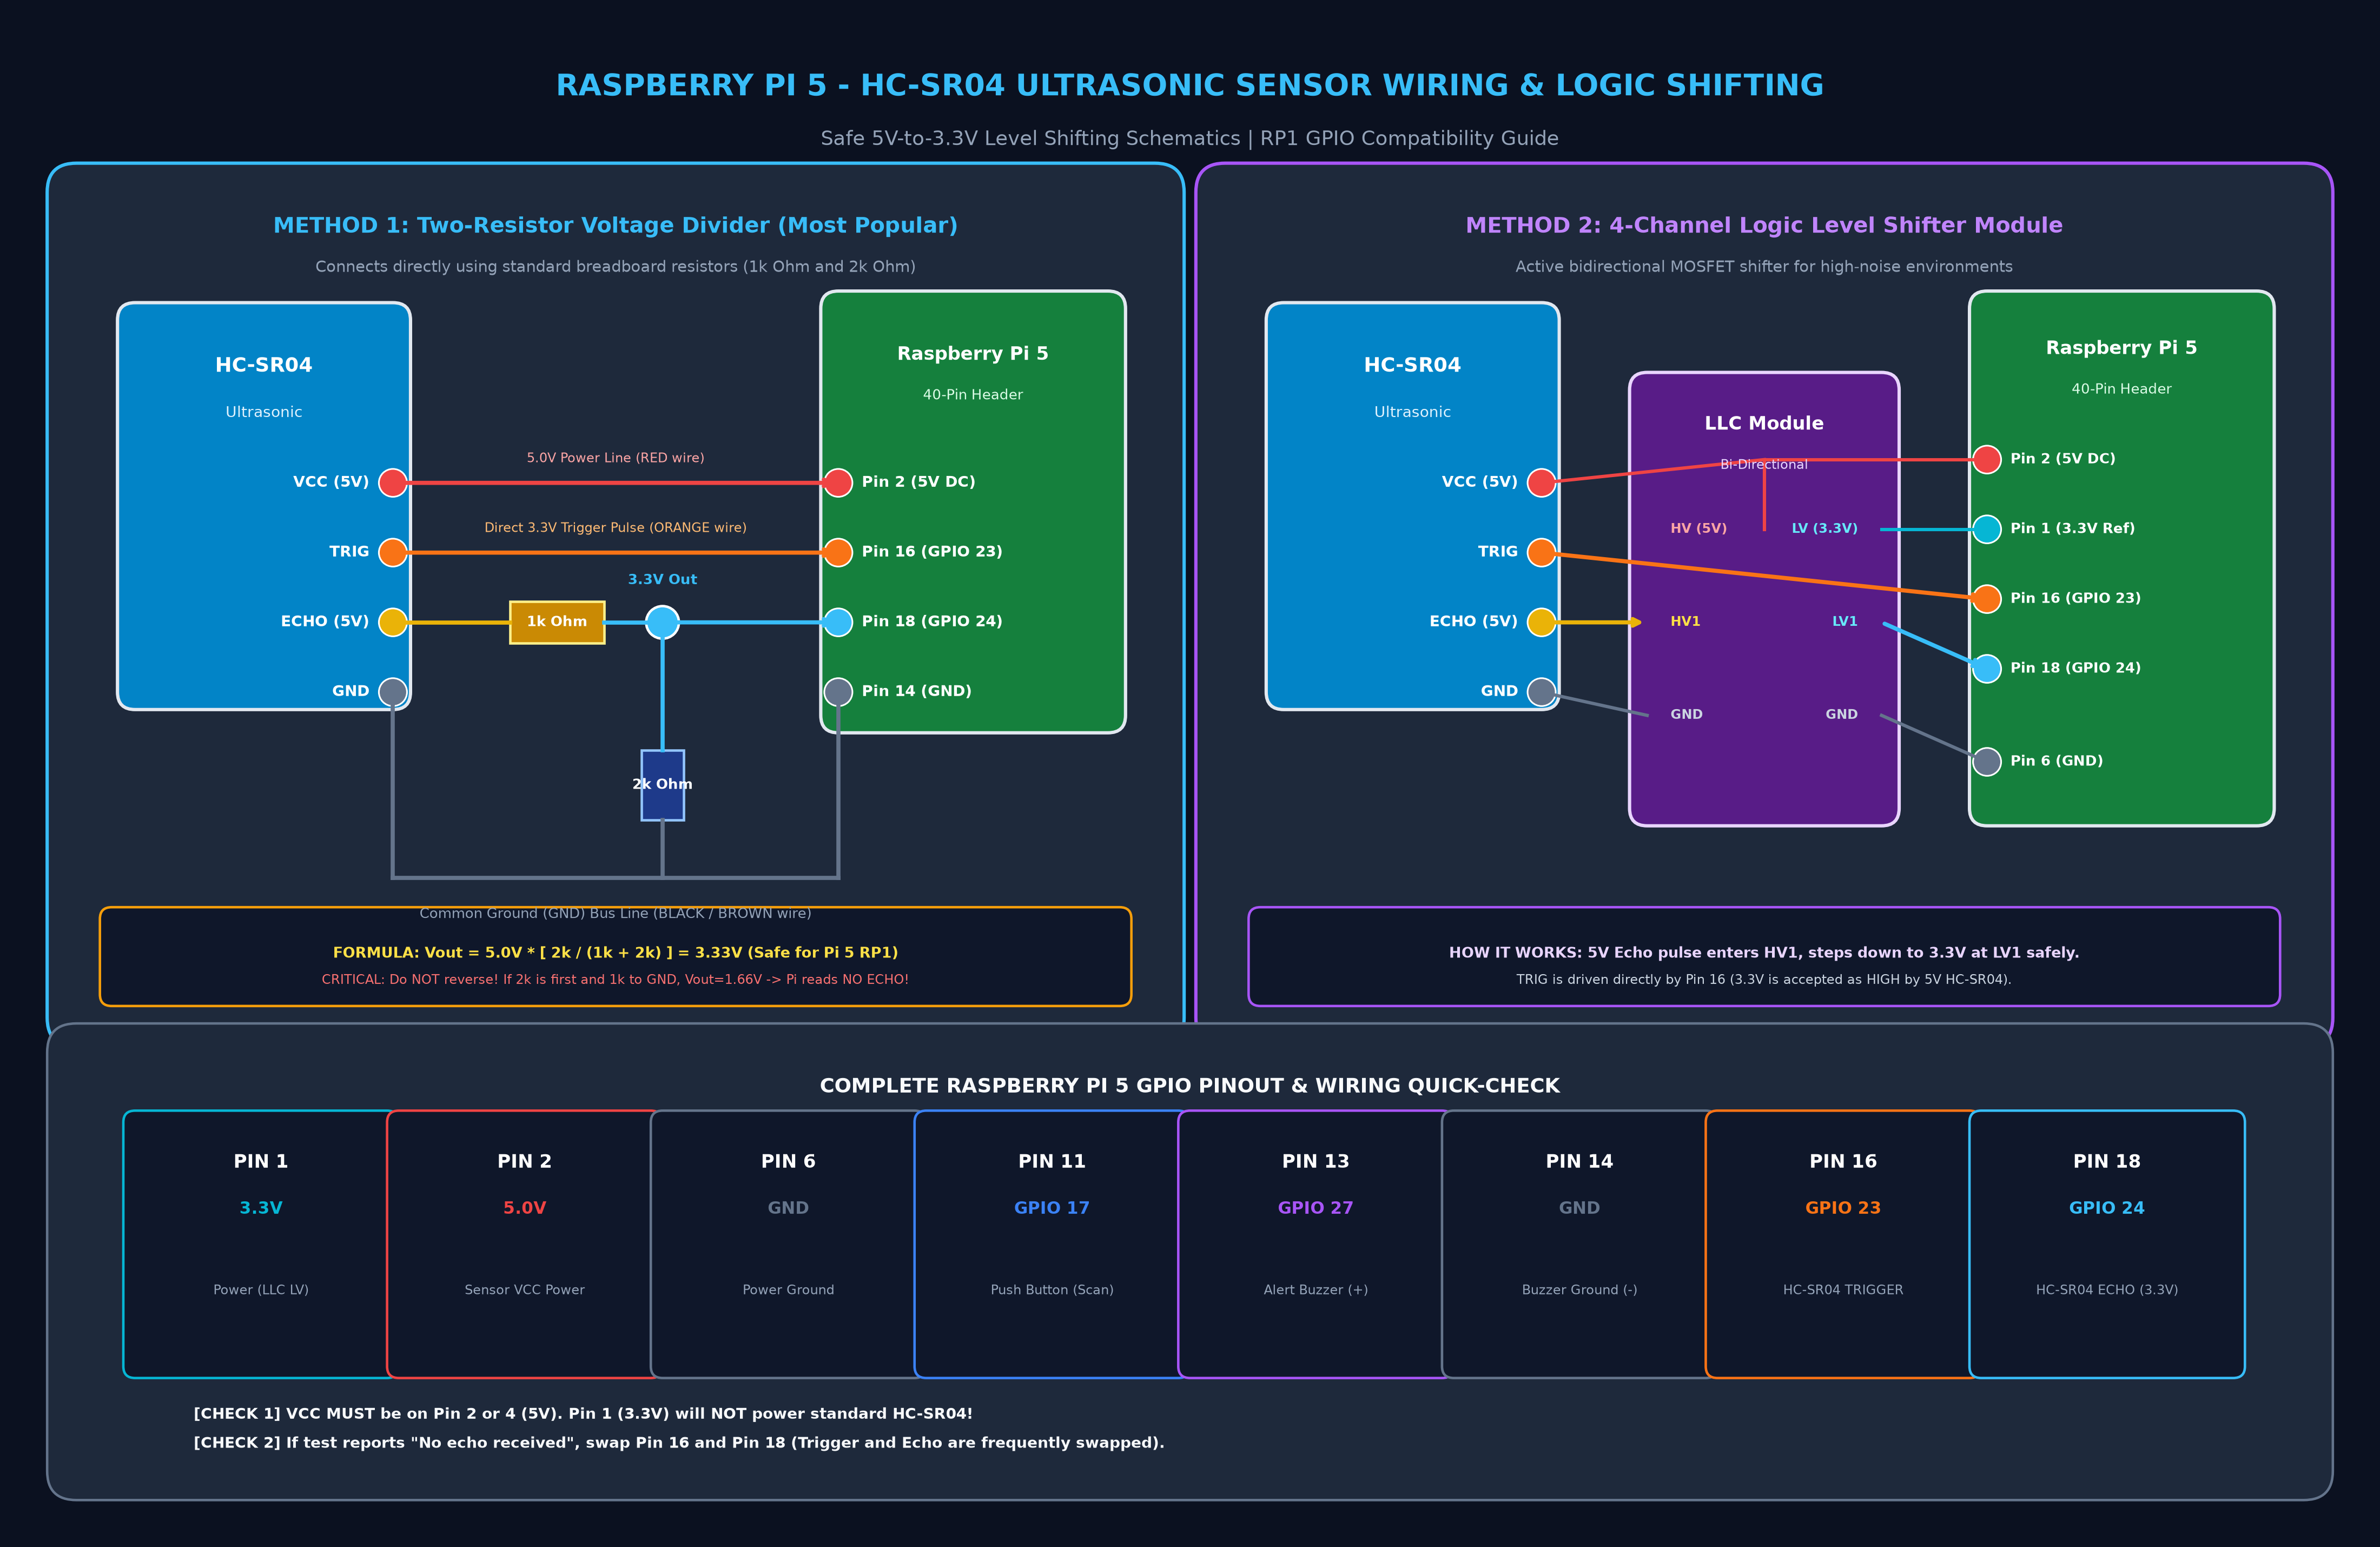 RASPBERRY PI 5 - HC-SR04 ULTRASONIC SENSOR WIRING & LOGIC SHIFTING
Safe 5V-to-3.3V Level Shifting Schematics | RP1 GPIO Compatibility Guide
METHOD 1: Two-Resistor Voltage Divider (Most Popular)
Connects directly using standard breadboard resistors (1k Ohm and 2k Ohm)
HC-SR04
Ultrasonic
VCC (5V)
TRIG
ECHO (5V)
GND
5.0V Power Line (RED wire)
Direct 3.3V Trigger Pulse (ORANGE wire)
3.3V Out
1k Ohm
2k Ohm
Raspberry Pi 5
40-Pin Header
Pin 2 (5V DC)
Pin 16 (GPIO 23)
Pin 18 (GPIO 24)
Pin 14 (GND)
Common Ground (GND) Bus Line (BLACK / BROWN wire)
FORMULA: Vout = 5.0V * [ 2k / (1k + 2k) ] = 3.33V (Safe for Pi 5 RP1)
CRITICAL: Do NOT reverse! If 2k is first and 1k to GND, Vout=1.66V -> Pi reads NO ECHO!
METHOD 2: 4-Channel Logic Level Shifter Module
Active bidirectional MOSFET shifter for high-noise environments
HC-SR04
Ultrasonic
VCC (5V)
TRIG
ECHO (5V)
GND
LLC Module
Bi-Directional
HV (5V)
LV (3.3V)
HV1
LV1
GND
GND
Raspberry Pi 5
40-Pin Header
Pin 2 (5V DC)
Pin 1 (3.3V Ref)
Pin 16 (GPIO 23)
Pin 18 (GPIO 24)
Pin 6 (GND)
HOW IT WORKS: 5V Echo pulse enters HV1, steps down to 3.3V at LV1 safely.
TRIG is driven directly by Pin 16 (3.3V is accepted as HIGH by 5V HC-SR04).
COMPLETE RASPBERRY PI 5 GPIO PINOUT & WIRING QUICK-CHECK
PIN 1
3.3V
Power (LLC LV)
PIN 2
5.0V
Sensor VCC Power
PIN 6
GND
Power Ground
PIN 11
GPIO 17
Push Button (Scan)
PIN 13
GPIO 27
Alert Buzzer (+)
PIN 14
GND
Buzzer Ground (-)
PIN 16
GPIO 23
HC-SR04 TRIGGER
PIN 18
GPIO 24
HC-SR04 ECHO (3.3V)
[CHECK 1] VCC MUST be on Pin 2 or 4 (5V). Pin 1 (3.3V) will NOT power standard HC-SR04!
[CHECK 2] If test reports "No echo received", swap Pin 16 and Pin 18 (Trigger and Echo are frequently swapped).